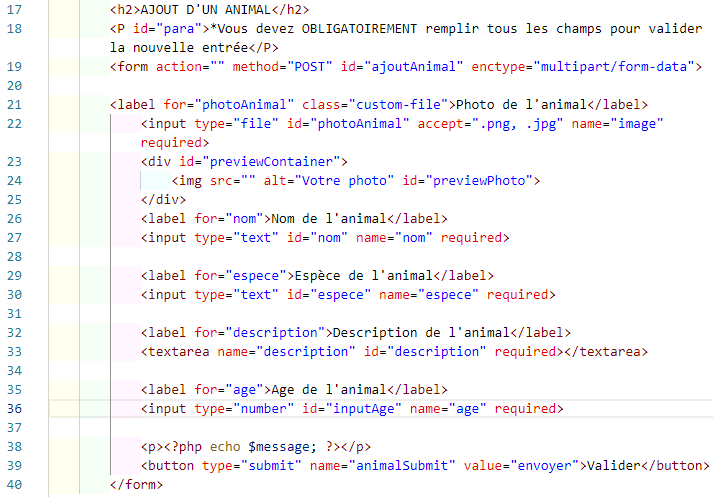 17 <h2>AJOUT D'UN ANIMAL</h2>
18 <P id="para">*Vous devez OBLIGATOIREMENT remplir tous les champs pour valider
la nouvelle entrée</P>
19 <form action="" method="POST" id="ajoutAnimal" enctype="multipart/form-data">
20
21 <label for="photoAnimal" class="custom-file">Photo de l'animal</label>
22 <input type="file" id="photoAnimal" accept=".png, .jpg" name="image"
required>
23 <div id="previewContainer">
24 <img src="" alt="Votre photo" id="previewPhoto">
25 </div>
26 <label for="nom">Nom de l'animal</label>
27 <input type="text" id="nom" name="nom" required>
28
29 <label for="espece">Espèce de l'animal</label>
30 <input type="text" id="espece" name="espece" required>
31
32 <label for="description">Description de l'animal</label>
33 <textarea name="description" id="description" required></textarea>
34
35 <label for="age">Age de l'animal</label>
36 <input type="number" id="inputAge" name="age" required>
37
38 <p><?php echo $message; ?></p>
39 <button type="submit" name="animalSubmit" value="envoyer">Valider</button>
40 </form>